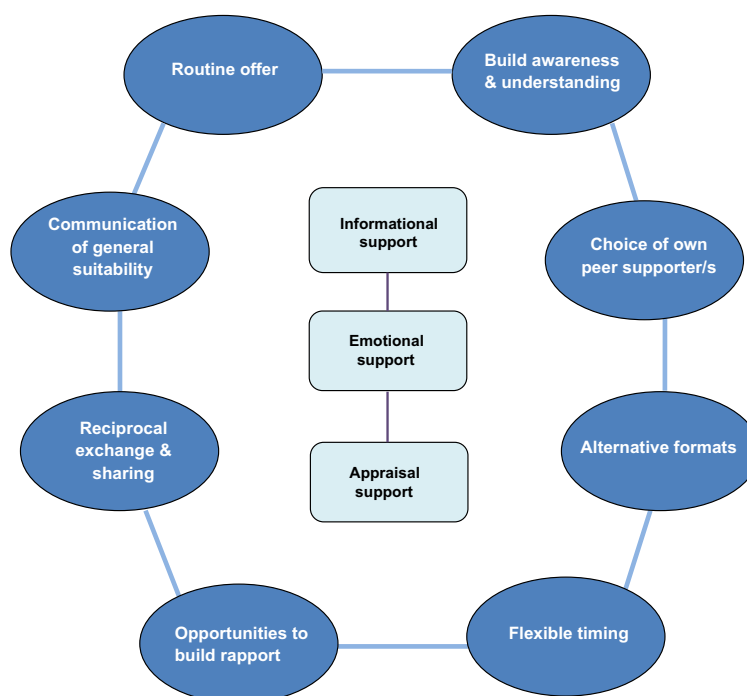 Routine offer
Build awareness
& understanding
Communication
of general
suitability
Informational
support
Choice of own
peer supporter/s
Emotional
support
Reciprocal
exchange &
sharing
Alternative formats
Appraisal
support
Opportunities to
build rapport
Flexible timing